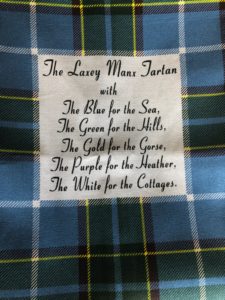 The Laxey Manx Tartan
with
The Blue for the Sea,
The Green for the Hills,
The Gold for the Gorse,
The Purple for the Heather,
The White for the Cottages.